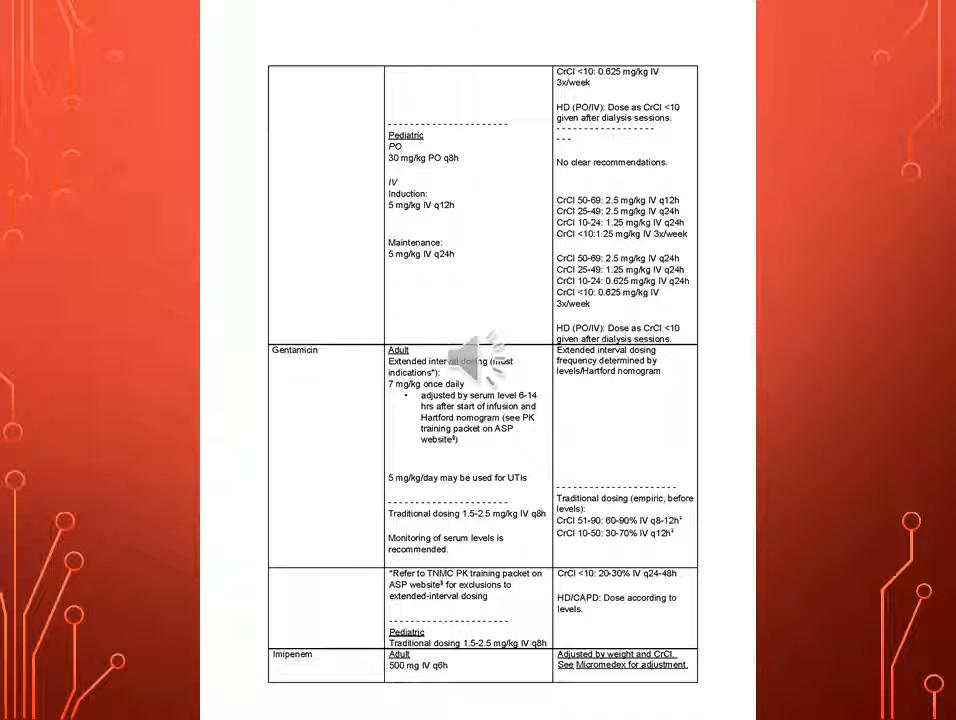 CrCl <10: 0.625 mg/kg IV
3x/week
HD (PO/IV): Dose as CrCl <10
given after dialysis sessions.
- - - - - - - - - - - - - - - - - - - - - -
Pediatric
PO
30 mg/kg PO q8h
IV
Induction:
5 mg/kg IV q12h
Maintenance:
5 mg/kg IV q24h
- - - - - - - - - - - - - - - - - -
- - -
No clear recommendations.
CrCl 50-69: 2.5 mg/kg IV q12h
CrCl 25-49: 2.5 mg/kg IV q24h
CrCl 10-24: 1.25 mg/kg IV q24h
CrCl <10:1.25 mg/kg IV 3x/week
CrCl 50-69: 2.5 mg/kg IV q24h
CrCl 25-49: 1.25 mg/kg IV q24h
CrCl 10-24: 0.625 mg/kg IV q24h
CrCl <10: 0.625 mg/kg IV
3x/week
HD (PO/IV): Dose as CrCl <10
given after dialysis sessions.
Gentamicin
Adult
Extended interval dosing (most
indications*):
7 mg/kg once daily
• adjusted by serum level 6-14
hrs after start of infusion and
Hartford nomogram (see PK
training packet on ASP
website§)
5 mg/kg/day may be used for UTIs
- - - - - - - - - - - - - - - - - - - - - -
Traditional dosing 1.5-2.5 mg/kg IV q8h
Monitoring of serum levels is
recommended.
Extended interval dosing
frequency determined by
levels/Hartford nomogram
- - - - - - - - - - - - - - - - - - - - - -
Traditional dosing (empiric, before
levels):
CrCl 51-90: 60-90% IV q8-12h‡
CrCl 10-50: 30-70% IV q12h‡
*Refer to TNMC PK training packet on
ASP website§ for exclusions to
extended-interval dosing
- - - - - - - - - - - - - - - - - - - - - -
Pediatric
Traditional dosing 1.5-2.5 mg/kg IV q8h
CrCl <10: 20-30% IV q24-48h
HD/CAPD: Dose according to
levels.
Imipenem
Adult
500 mg IV q6h
Adjusted by weight and CrCl.
See Micromedex for adjustment.